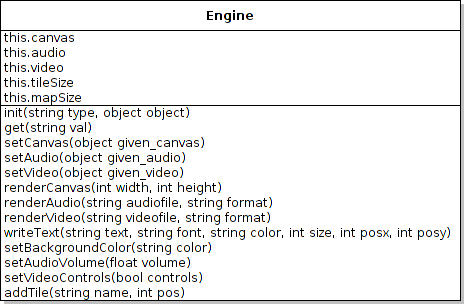 Engine
this.canvas
this.audio
this.video
this.tileSize
this.mapSize
init(string type, object object)
get(string val)
setCanvas(object given_canvas)
setAudio(object given_audio)
setVideo(object given_video)
renderCanvas(int width, int height)
renderAudio(string audiofile, string format)
renderVideo(string videofile, string format)
writeText(string text, string font, string color, int size, int posx, int posy)
setBackgroundColor(string color)
setAudioVolume(float volume)
setVideoControls(bool controls)
addTile(string name, int pos)